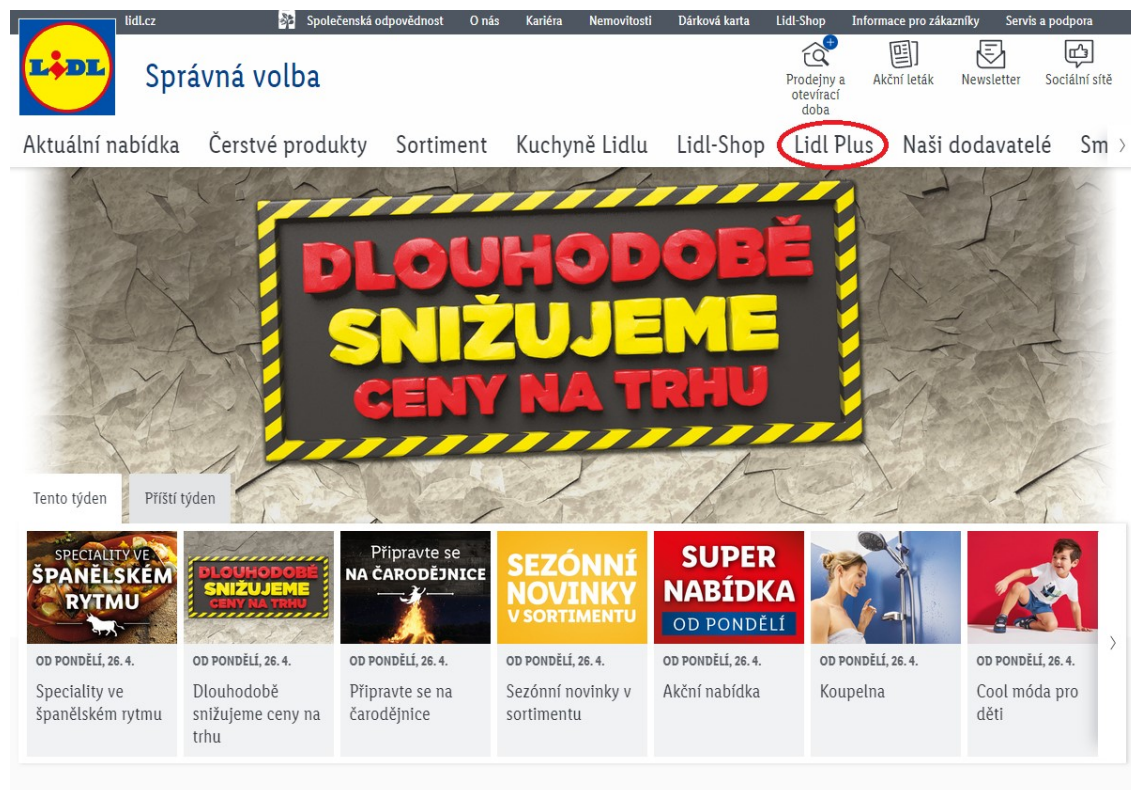 lidl.cz
Společenská odpovědnost O nás Kariéra Nemovitosti Dárková karta Lidl-Shop Informace pro zákazníky Servis a podpora
LIDL
Správná volba
Prodejny a
otevírací
doba
Akční leták
Newsletter
Sociální sítě
Aktuální nabídka Čerstvé produkty Sortiment Kuchyně Lidlu Lidl-Shop Lidl Plus Naši dodavatelé Sm
DLOUHODOBĚ
SNIŽUJEME
CENY NA TRHU
Tento týden Příští týden
SPECIALITY VE
ŠPANĚLSKÉM
RYTMU
OD PONDĚLÍ, 26. 4.
Speciality ve
španělském rytmu
DLOUHODOBĚ
SNIŽUJEME
CENY NA TRHU
OD PONDĚLÍ, 26. 4.
Dlouhodobě
snižujeme ceny na
trhu
Připravte se
NA ČARODĚJNICE
OD PONDĚLÍ, 26. 4.
Připravte se na
čarodějnice
SEZÓNNÍ
NOVINKY
V SORTIMENTU
OD PONDĚLÍ, 26. 4.
Sezónní novinky v
sortimentu
SUPER
NABÍDKA
OD PONDĚLÍ
OD PONDĚLÍ, 26. 4.
Akční nabídka
OD PONDĚLÍ, 26. 4.
Koupelna
OD PONDĚLÍ, 26. 4.
Cool móda pro
děti